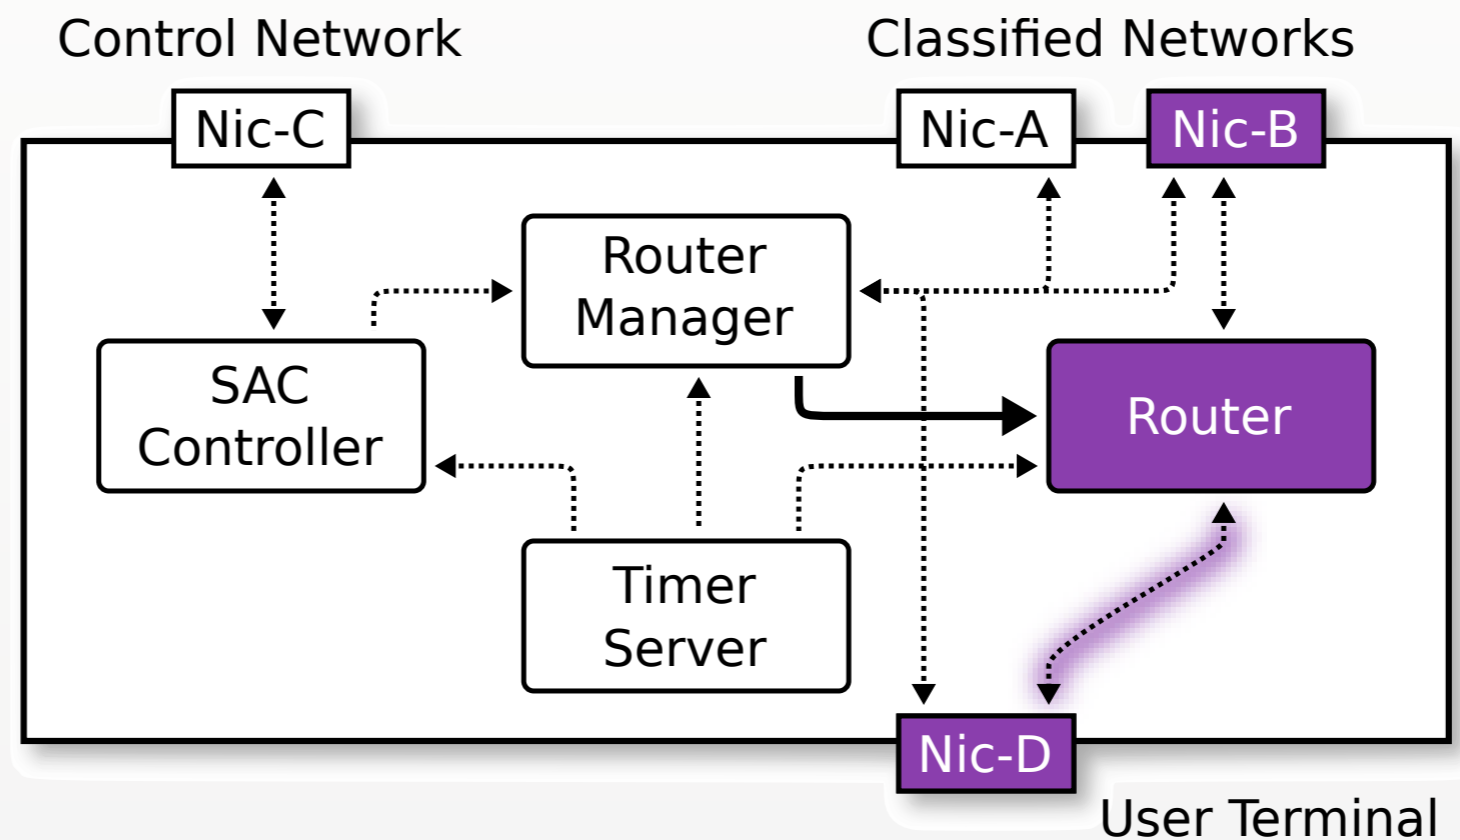 Control Network
Classified Networks
Nic-C
Nic-A
Nic-B
Router
Manager
SAC
Controller
Router
Timer
Server
Nic-D
User Terminal